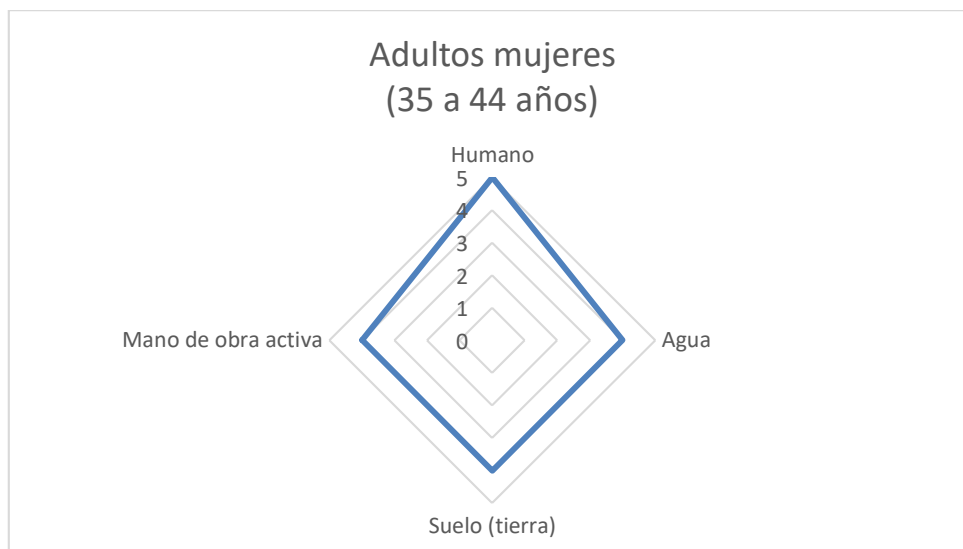 Adultos mujeres
(35 a 44 años)
Humano
5
4
3
2
1
0
Mano de obra activa
Agua
Suelo (tierra)